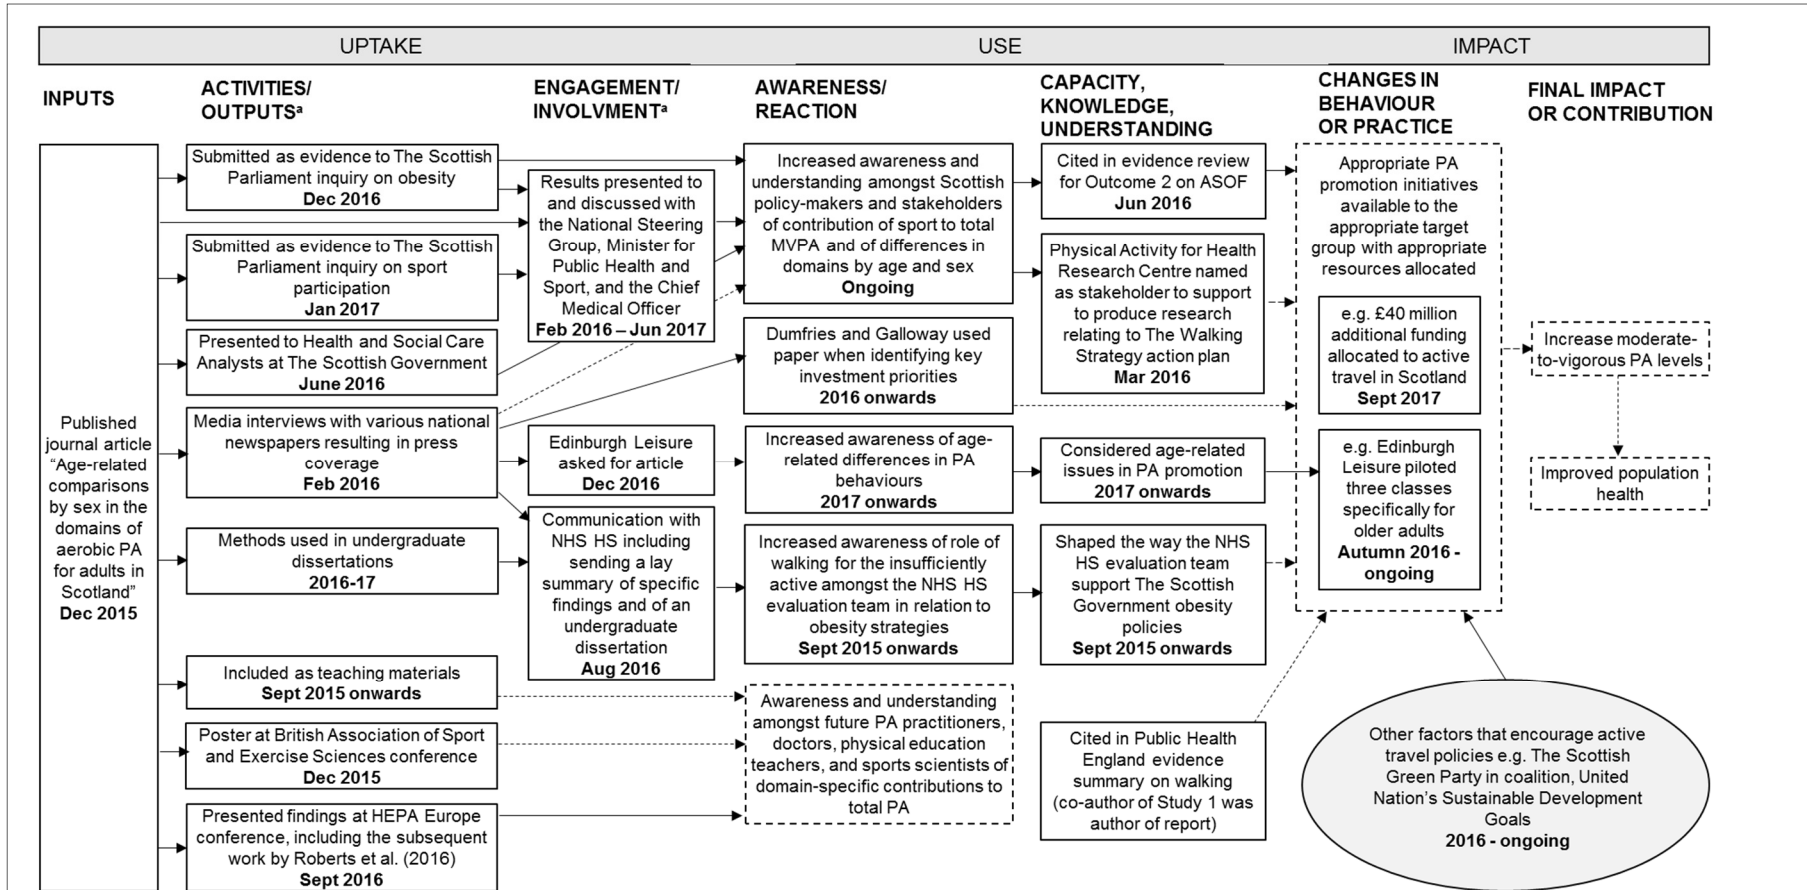 UPTAKE
USE
IMPACT
INPUTS
ACTIVITIES/
OUTPUTSᵃ
ENGAGEMENT/
INVOLVMENTᵃ
AWARENESS/
REACTION
CAPACITY,
KNOWLEDGE,
UNDERSTANDING
CHANGES IN
BEHAVIOUR
OR PRACTICE
FINAL IMPACT
OR CONTRIBUTION
Published
journal article
“Age-related
comparisons
by sex in the
domains of
aerobic PA
for adults in
Scotland”
Dec 2015
Submitted as evidence to The Scottish
Parliament inquiry on obesity
Dec 2016
Submitted as evidence to The Scottish
Parliament inquiry on sport
participation
Jan 2017
Presented to Health and Social Care
Analysts at The Scottish Government
June 2016
Media interviews with various national
newspapers resulting in press
coverage
Feb 2016
Methods used in undergraduate
dissertations
2016-17
Included as teaching materials
Sept 2015 onwards
Poster at British Association of Sport
and Exercise Sciences conference
Dec 2015
Presented findings at HEPA Europe
conference, including the subsequent
work by Roberts et al. (2016)
Sept 2016
Results presented to
and discussed with
the National Steering
Group, Minister for
Public Health and
Sport, and the Chief
Medical Officer
Feb 2016 – Jun 2017
Edinburgh Leisure
asked for article
Dec 2016
Communication with
NHS HS including
sending a lay
summary of specific
findings and of an
undergraduate
dissertation
Aug 2016
Increased awareness and
understanding amongst Scottish
policy-makers and stakeholders
of contribution of sport to total
MVPA and of differences in
domains by age and sex
Ongoing
Dumfries and Galloway used
paper when identifying key
investment priorities
2016 onwards
Increased awareness of age-
related differences in PA
behaviours
2017 onwards
Increased awareness of role of
walking for the insufficiently
active amongst the NHS HS
evaluation team in relation to
obesity strategies
Sept 2015 onwards
Awareness and understanding
amongst future PA practitioners,
doctors, physical education
teachers, and sports scientists of
domain-specific contributions to
total PA
Cited in evidence review
for Outcome 2 on ASOF
Jun 2016
Physical Activity for Health
Research Centre named
as stakeholder to support
to produce research
relating to The Walking
Strategy action plan
Mar 2016
Considered age-related
issues in PA promotion
2017 onwards
Shaped the way the NHS
HS evaluation team
support The Scottish
Government obesity
policies
Sept 2015 onwards
Cited in Public Health
England evidence
summary on walking
(co-author of Study 1 was
author of report)
Appropriate PA
promotion initiatives
available to the
appropriate target
group with appropriate
resources allocated
e.g. £40 million
additional funding
allocated to active
travel in Scotland
Sept 2017
e.g. Edinburgh
Leisure piloted
three classes
specifically for
older adults
Autumn 2016 -
ongoing
Other factors that encourage active
travel policies e.g. The Scottish
Green Party in coalition, United
Nation’s Sustainable Development
Goals
2016 - ongoing
Increase moderate-
to-vigorous PA levels
Improved population
health